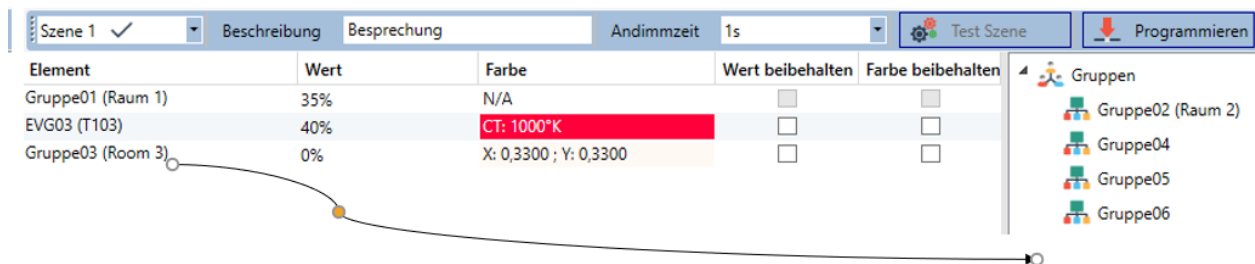 Szene 1 Beschreibung Besprechung Andimmzeit 1s Test Szene Programmieren
Element Wert Farbe Wert beibehalten Farbe beibehalten
Gruppe01 (Raum 1) 35% N/A
EVG03 (T103) 40% CT: 1000°K
Gruppe03 (Room 3) 0% X: 0,3300 ; Y: 0,3300
Gruppen
Gruppe02 (Raum 2)
Gruppe04
Gruppe05
Gruppe06